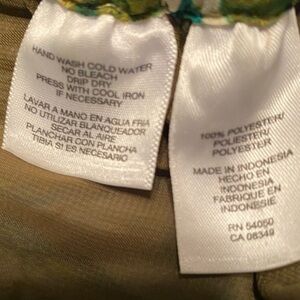 HAND WASH COLD WATER
NO BLEACH
DRIP DRY
PRESS WITH COOL IRON
IF NECESSARY
LAVAR A MANO EN AGUA FRIA
NO UTILIZAR BLANQUEADOR
SECAR AL AIRE
PLANCHAR CON PLANCHA
TIBIA SI ES NECESARIO
100% POLYESTER/
POLIESTER/
POLYESTER
MADE IN INDONESIA
HECHO EN
INDONESIA
FABRIQUE EN
INDONESIE
RN 54050
CA 08349